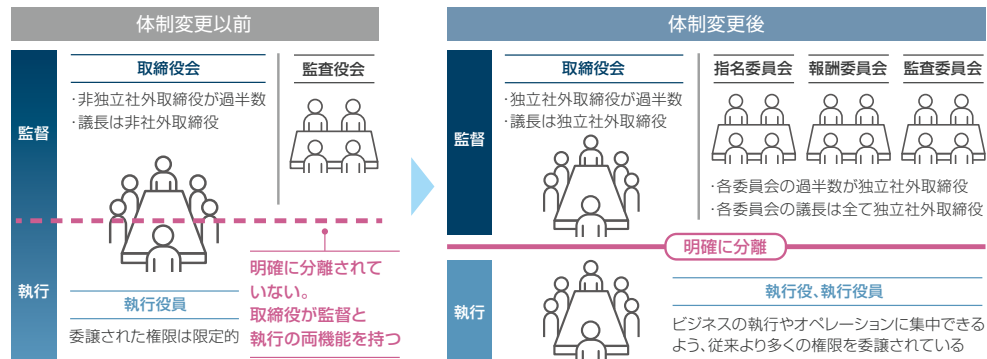 体制変更以前
監督
執行
取締役会
・非独立社外取締役が過半数
・議長は非社外取締役
監査役会
執行役員
委譲された権限は限定的
明確に分離されて
いない。
取締役が監督と
執行の両機能を持つ
体制変更後
監督
取締役会
・独立社外取締役が過半数
・議長は独立社外取締役
指名委員会
報酬委員会
監査委員会
・各委員会の過半数が独立社外取締役
・各委員会の議長は全て独立社外取締役
明確に分離
執行
執行役、執行役員
ビジネスの執行やオペレーションに集中できる
よう、従来より多くの権限を委譲されている